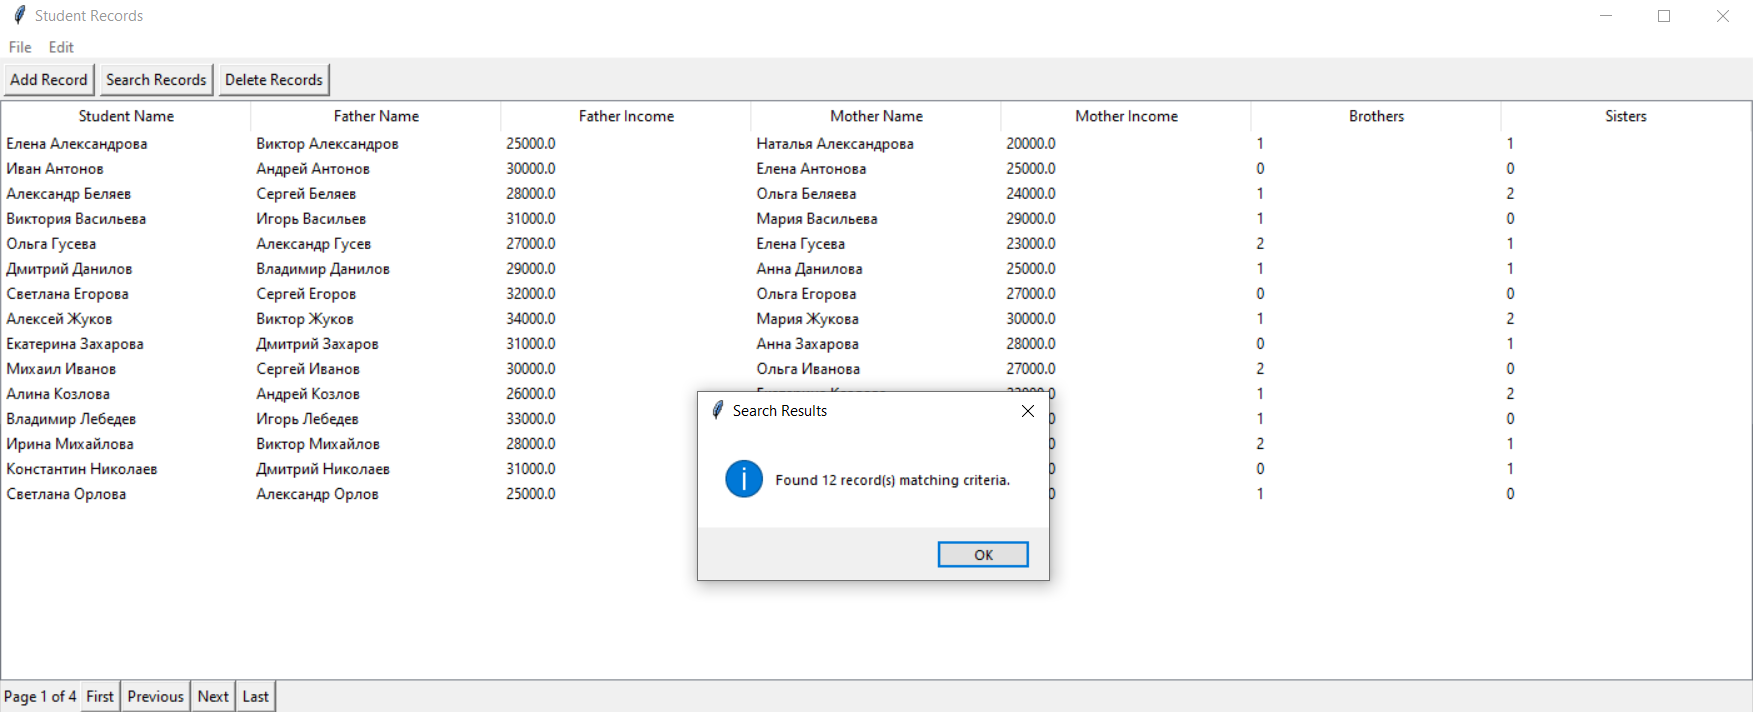 Student Records
File Edit
Add Record Search Records Delete Records
Student Name Father Name Father Income Mother Name Mother Income Brothers Sisters
Елена Александрова Виктор Александров 25000.0 Наталья Александрова 20000.0 1 1
Иван Антонов Андрей Антонов 30000.0 Елена Антонова 25000.0 0 0
Александр Беляев Сергей Беляев 28000.0 Ольга Беляева 24000.0 1 2
Виктория Васильева Игорь Васильев 31000.0 Мария Васильева 29000.0 1 0
Ольга Гусева Александр Гусев 27000.0 Елена Гусева 23000.0 2 1
Дмитрий Данилов Владимир Данилов 29000.0 Анна Данилова 25000.0 1 1
Светлана Егорова Сергей Егоров 32000.0 Ольга Егорова 27000.0 0 0
Алексей Жуков Виктор Жуков 34000.0 Мария Жукова 30000.0 1 2
Екатерина Захарова Дмитрий Захаров 31000.0 Анна Захарова 28000.0 0 1
Михаил Иванов Сергей Иванов 30000.0 Ольга Иванова 27000.0 2 0
Алина Козлова Андрей Козлов 26000.0 1 2
Владимир Лебедев Игорь Лебедев 33000.0 1 0
Ирина Михайлова Виктор Михайлов 28000.0 2 1
Константин Николаев Дмитрий Николаев 31000.0 0 1
Светлана Орлова Александр Орлов 25000.0 1 0
Search Results
Found 12 record(s) matching criteria.
OK
Page 1 of 4 First Previous Next Last